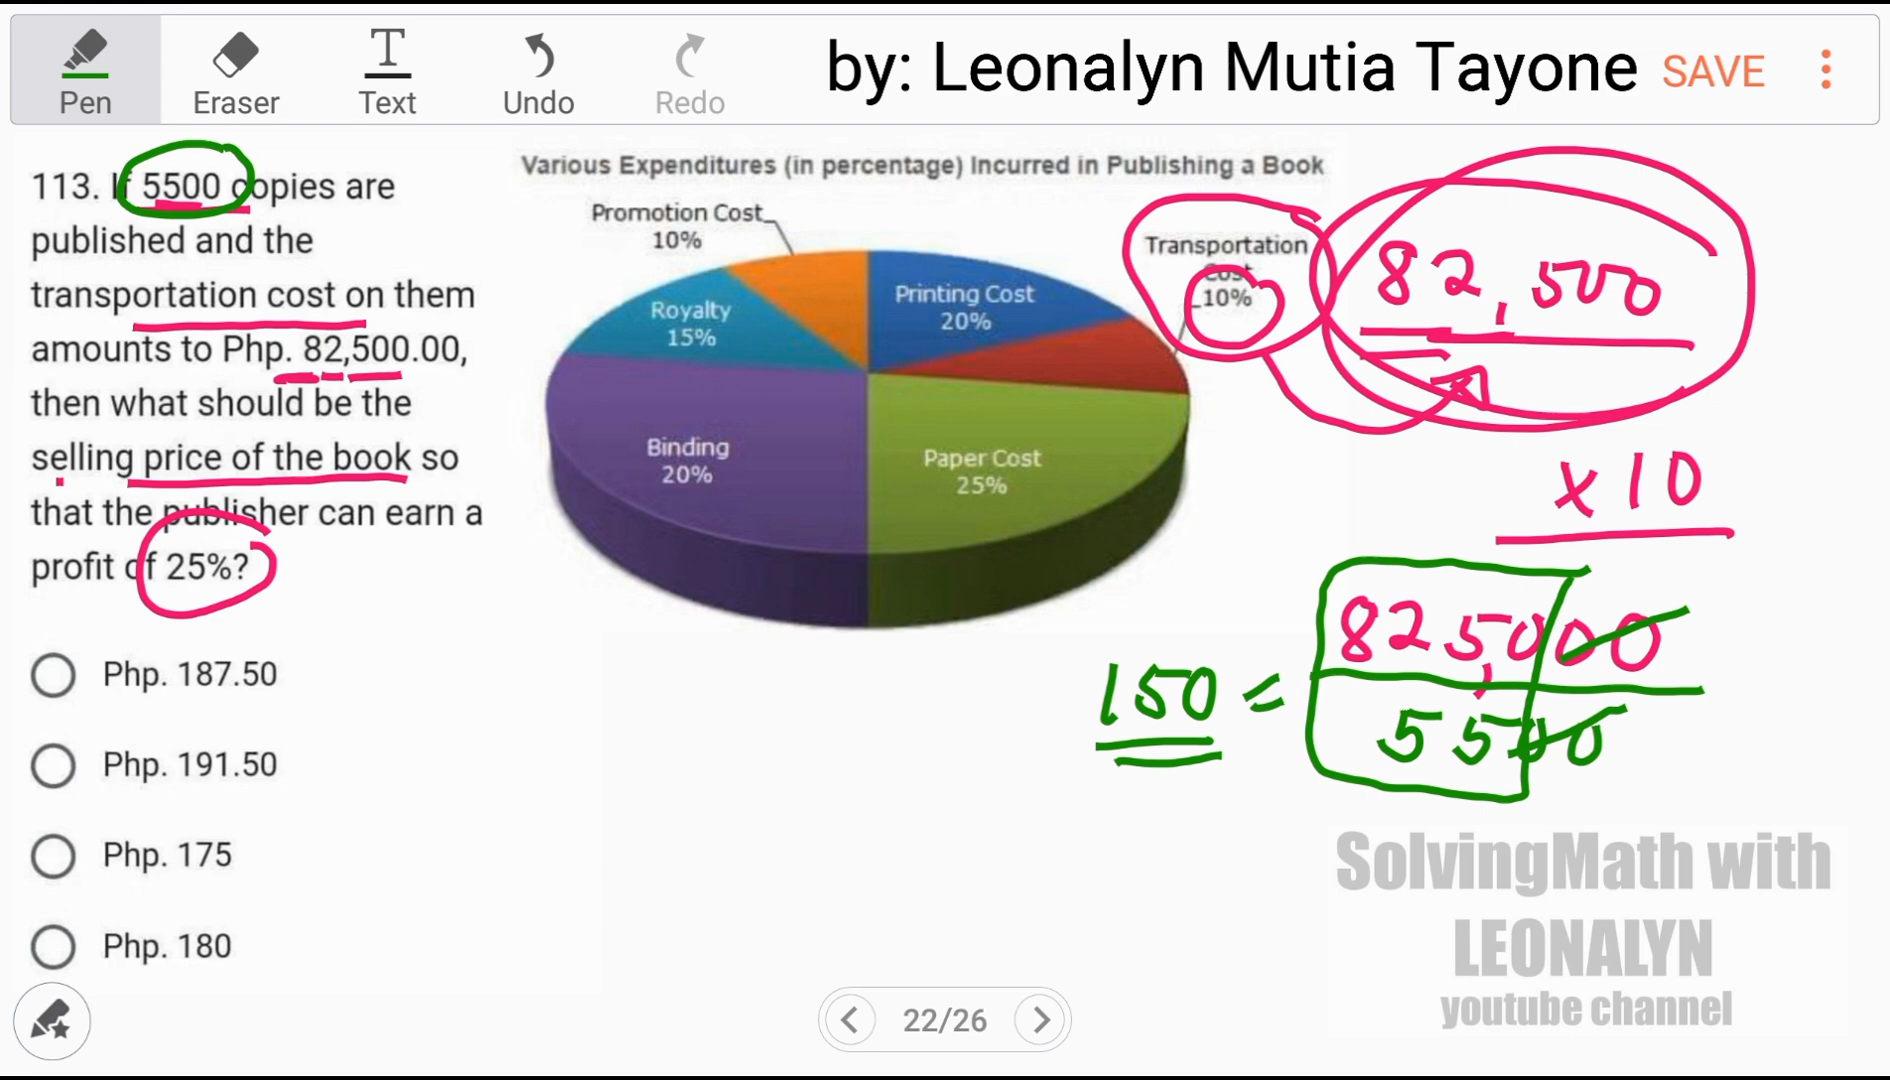 Pen
Eraser
Text
Undo
Redo
by: Leonalyn Mutia Tayone
SAVE
113. If 5500 copies are
published and the
transportation cost on them
amounts to Php. 82,500.00,
then what should be the
selling price of the book so
that the publisher can earn a
profit of 25%?
Php. 187.50
Php. 191.50
Php. 175
Php. 180
Various Expenditures (in percentage) Incurred in Publishing a Book
Promotion Cost
10%
Transportation
Cost
10%
Printing Cost
20%
Royalty
15%
Binding
20%
Paper Cost
25%
82,500
x10
825,000
150 =
5500
SolvingMath with
LEONALYN
youtube channel
22/26